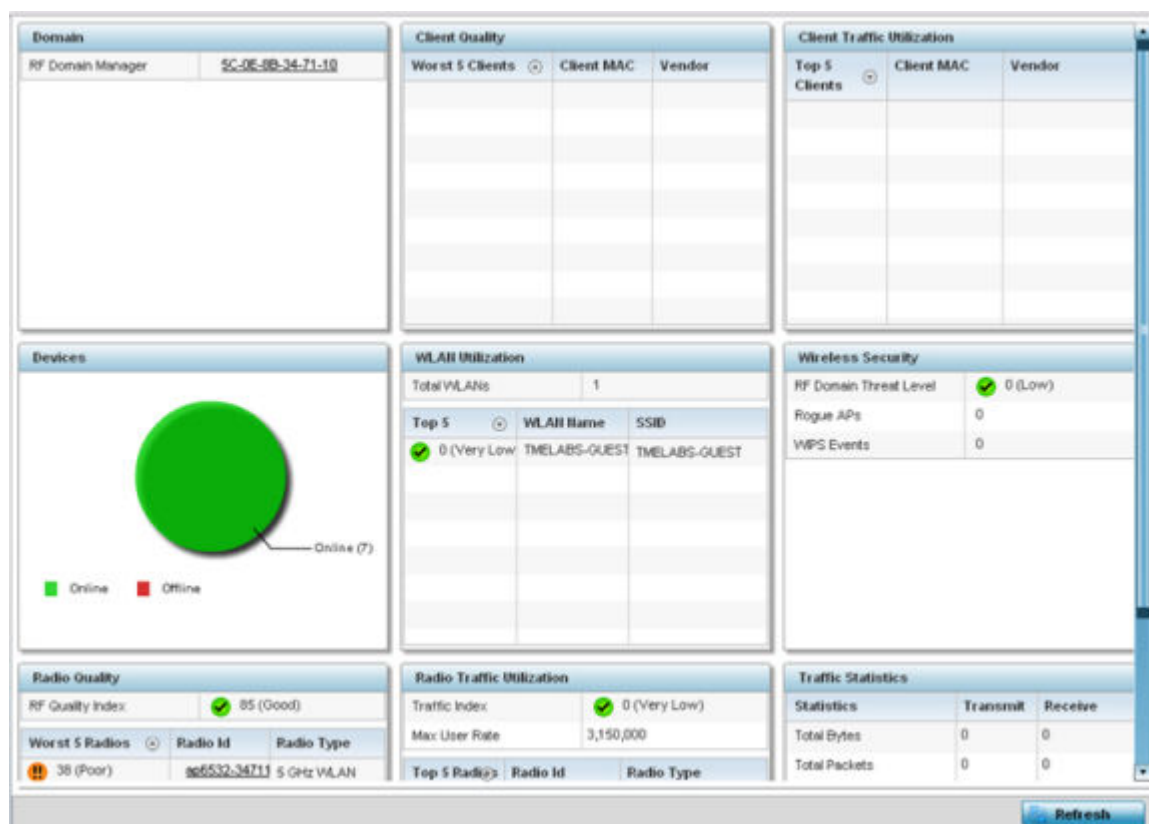 Domain
RF Domain Manager 5C-0E-8B-34-71-10
Client Quality
Worst 5 Clients Client MAC Vendor
Client Traffic Utilization
Top 5 Clients Client MAC Vendor
Devices
Online (7)
Online Offline
WLAN Utilization
Total WLANs 1
Top 5 WLAN Name SSID
0 (Very Low TMELABS-GUEST TMELABS-GUEST
Wireless Security
RF Domain Threat Level 0 (Low)
Rogue APs 0
WIPS Events 0
Radio Quality
RF Quality Index 85 (Good)
Worst 5 Radios Radio Id Radio Type
38 (Poor) ap6532-34711 5 GHz WLAN
Radio Traffic Utilization
Traffic Index 0 (Very Low)
Max User Rate 3,150,000
Top 5 Radios Radio Id Radio Type
Traffic Statistics
Statistics Transmit Receive
Total Bytes 0 0
Total Packets 0 0
Refresh